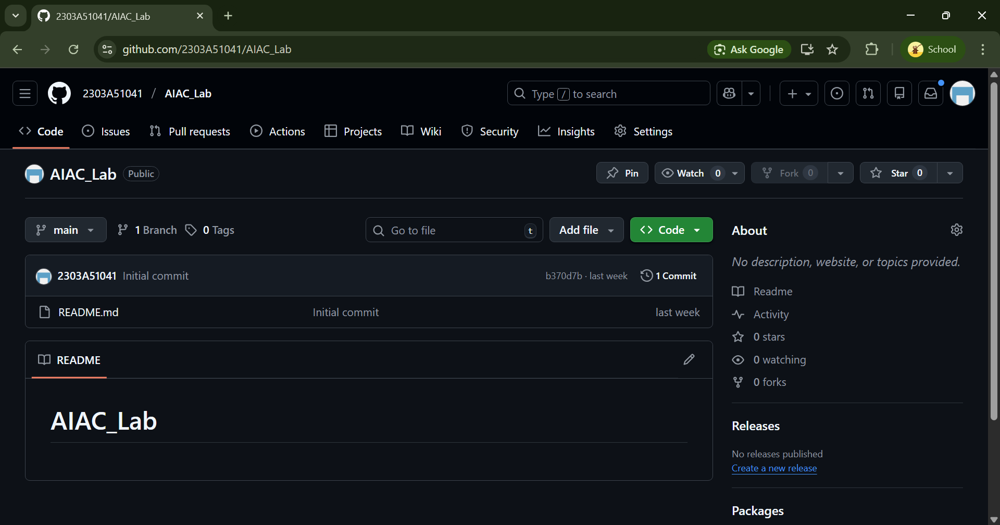 2303A51041/AIAC_Lab
github.com/2303A51041/AIAC_Lab
Ask Google
School
2303A51041 / AIAC_Lab
Type / to search
Code
Issues
Pull requests
Actions
Projects
Wiki
Security
Insights
Settings
AIAC_Lab
Public
Pin
Watch 0
Fork 0
Star 0
main
1 Branch
0 Tags
Go to file
t
Add file
Code
2303A51041 Initial commit
b370d7b · last week
1 Commit
README.md Initial commit last week
README
AIAC_Lab
About
No description, website, or topics provided.
Readme
Activity
0 stars
0 watching
0 forks
Releases
No releases published
Create a new release
Packages